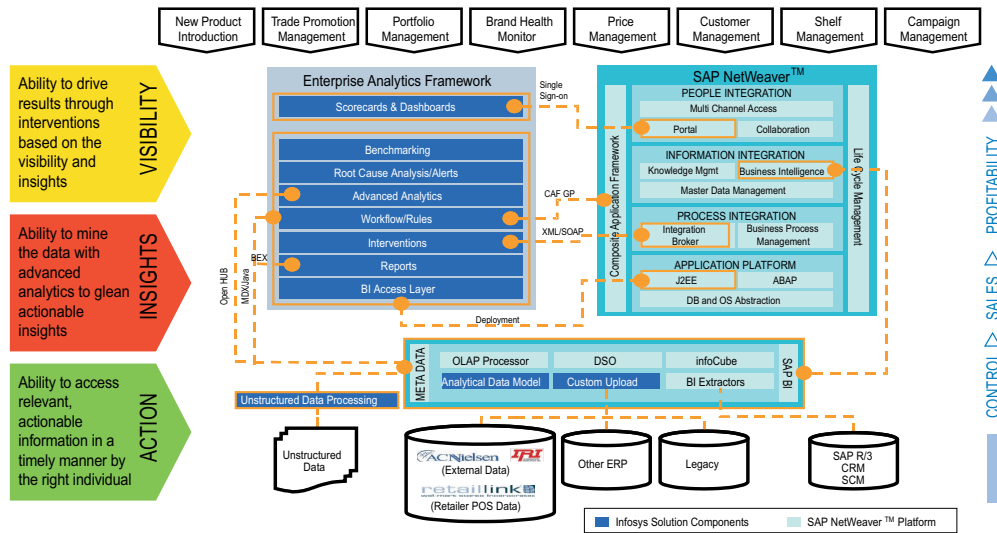 New Product
Introduction
Trade Promotion
Management
Portfolio
Management
Brand Health
Monitor
Price
Management
Customer
Management
Shelf
Management
Campaign
Management
Ability to drive
results through
interventions
based on the
visibility and
insights
VISIBILITY
Ability to mine
the data with
advanced
analytics to glean
actionable
insights
INSIGHTS
Ability to access
relevant,
actionable
information in a
timely manner by
the right individual
ACTION
Enterprise Analytics Framework
Scorecards & Dashboards
Benchmarking
Root Cause Analysis/Alerts
Advanced Analytics
Workflow/Rules
Interventions
Reports
BI Access Layer
Single
Sign-on
CAF GP
XML/SOAP
Deployment
BEX
Open HUB
MDX/Java
SAP NetWeaver™
Composite Application Framework
PEOPLE INTEGRATION
Multi Channel Access
Portal
Collaboration
INFORMATION INTEGRATION
Knowledge Mgmt
Business Intelligence
Master Data Management
PROCESS INTEGRATION
Integration
Broker
Business Process
Management
APPLICATION PLATFORM
J2EE
ABAP
DB and OS Abstraction
Life Cycle Management
META DATA
OLAP Processor
DSO
infoCube
Analytical Data Model
Custom Upload
BI Extractors
SAP BI
Unstructured Data Processing
Unstructured
Data
ACNielsen
IRI
(External Data)
retaillink
(Retailer POS Data)
Other ERP
Legacy
SAP R/3
CRM
SCM
CONTROL △ SALES △ PROFITABILITY
Infosys Solution Components
SAP NetWeaver ™ Platform